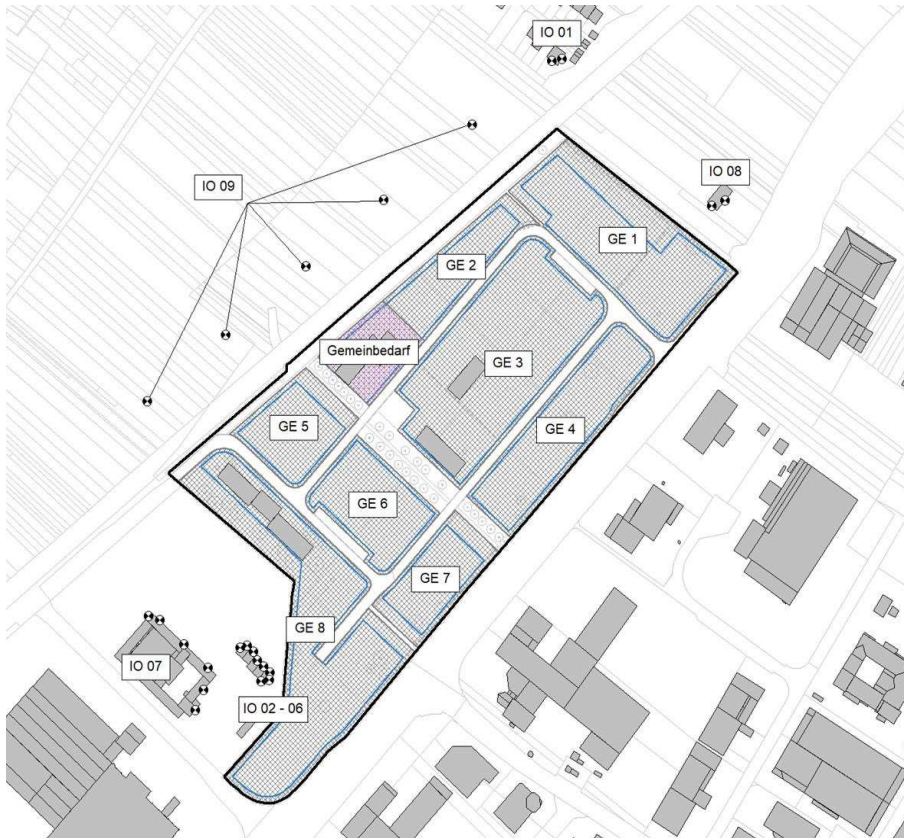 IO 01
IO 08
IO 09
GE 1
GE 2
Gemeinbedarf
GE 3
GE 4
GE 5
GE 6
GE 7
GE 8
IO 07
IO 02 - 06